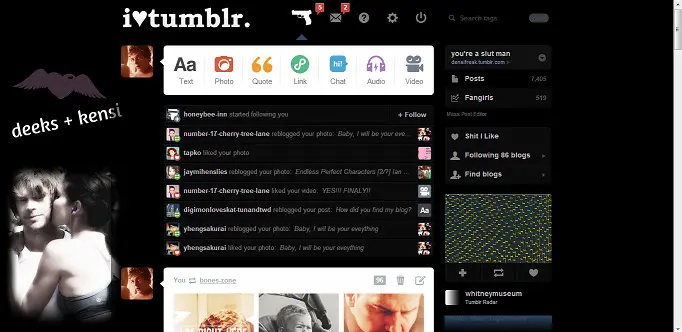 i♥tumblr.
5
2
Search tags
deeks + kensi
Text
Photo
Quote
Link
Chat
Audio
Video
Aa
hi!
honeybee-inn started following you
+ Follow
number-17-cherry-tree-lane reblogged your photo: Baby, I will be your eve...
tapko liked your photo
jaymihenslies reblogged your photo: Endless Perfect Characters [2/?] Ian ...
number-17-cherry-tree-lane liked your video: YES!!! FINALY!!
digimonloveskat-tunandtwd reblogged your post: How did you find my blog?
Aa
yhengsakurai reblogged your photo: Baby, I will be your eveything
yhengsakurai liked your photo: Baby, I will be your eveything
You bones-zone
96
you're a slut man
Posts 7,405
Fangirls 519
Mass Post Editor
Shit I Like
Following 86 blogs
Find blogs
whitneymuseum
Tumblr Radar